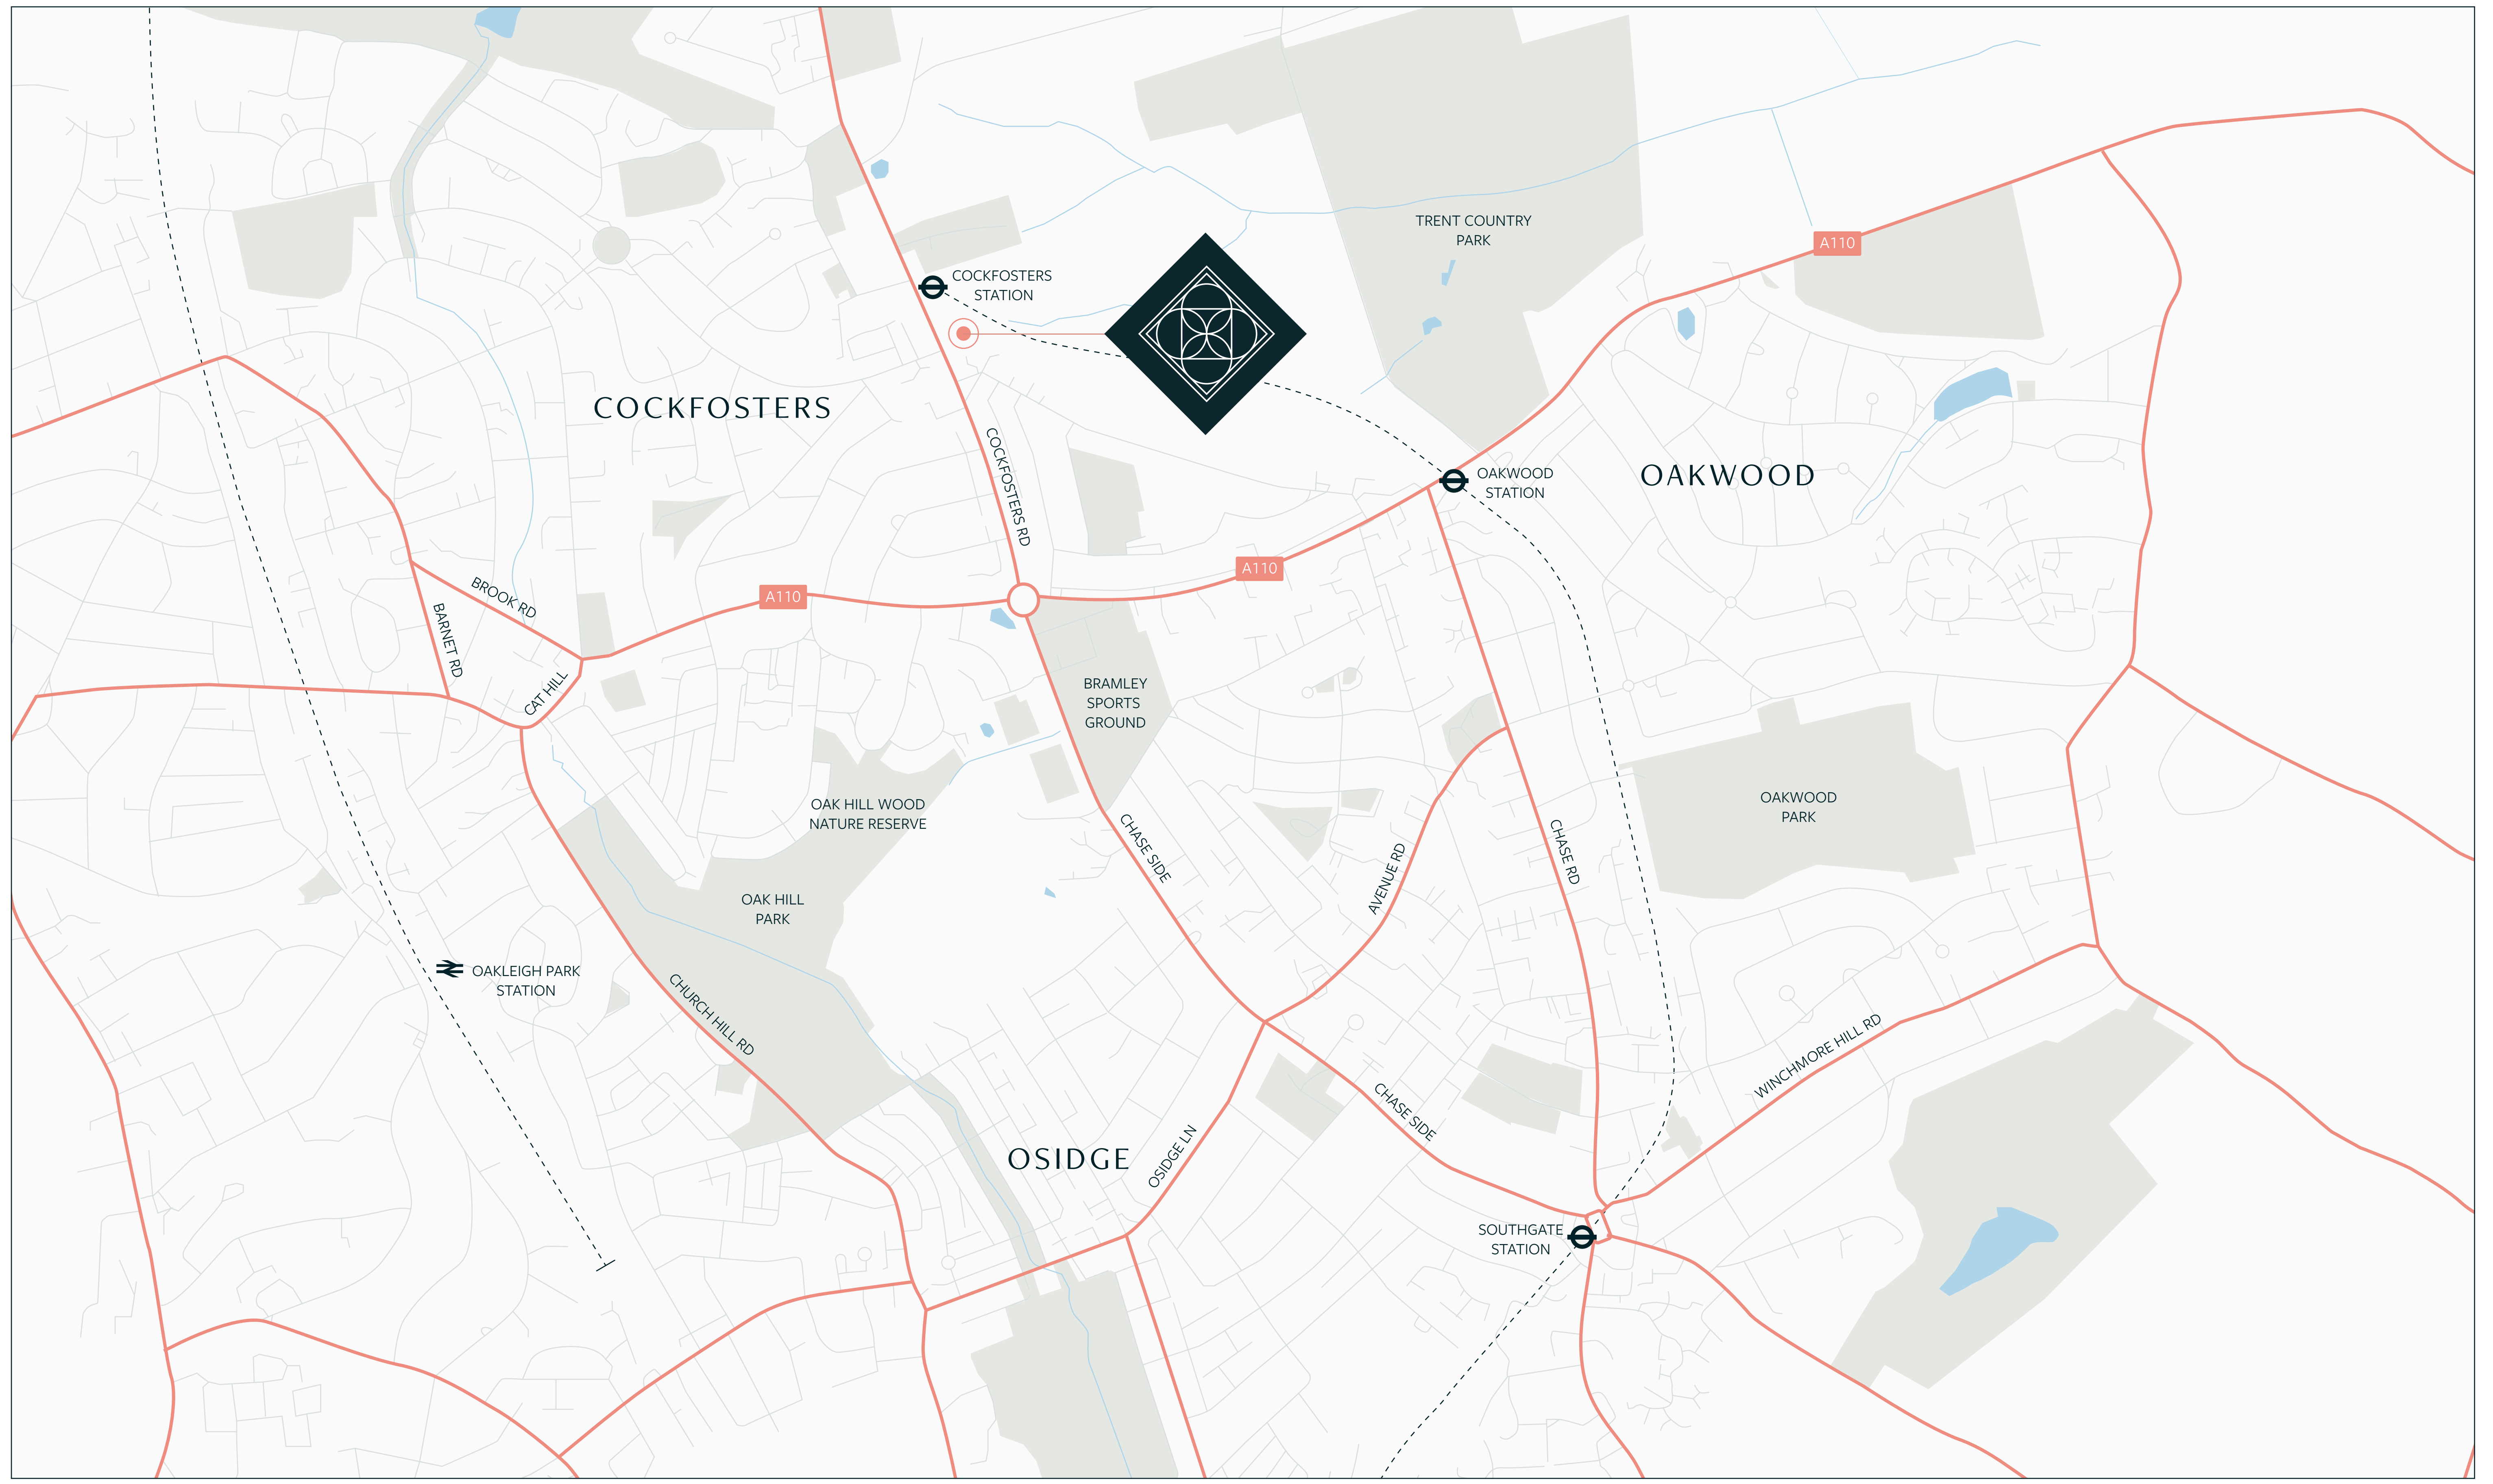 TRENT COUNTRY
PARK
A110
COCKFOSTERS
STATION
COCKFOSTERS
COCKFOSTERS RD
OAKWOOD
STATION
OAKWOOD
A110
BROOK RD
A110
BARNET RD
CAT HILL
BRAMLEY
SPORTS
GROUND
OAK HILL WOOD
NATURE RESERVE
CHASE SIDE
AVENUE RD
CHASE RD
OAKWOOD
PARK
OAK HILL
PARK
OAKLEIGH PARK
STATION
CHURCH HILL RD
WINCHMORE HILL RD
CHASE SIDE
OSIDGE
OSIDGE LN
SOUTHGATE
STATION